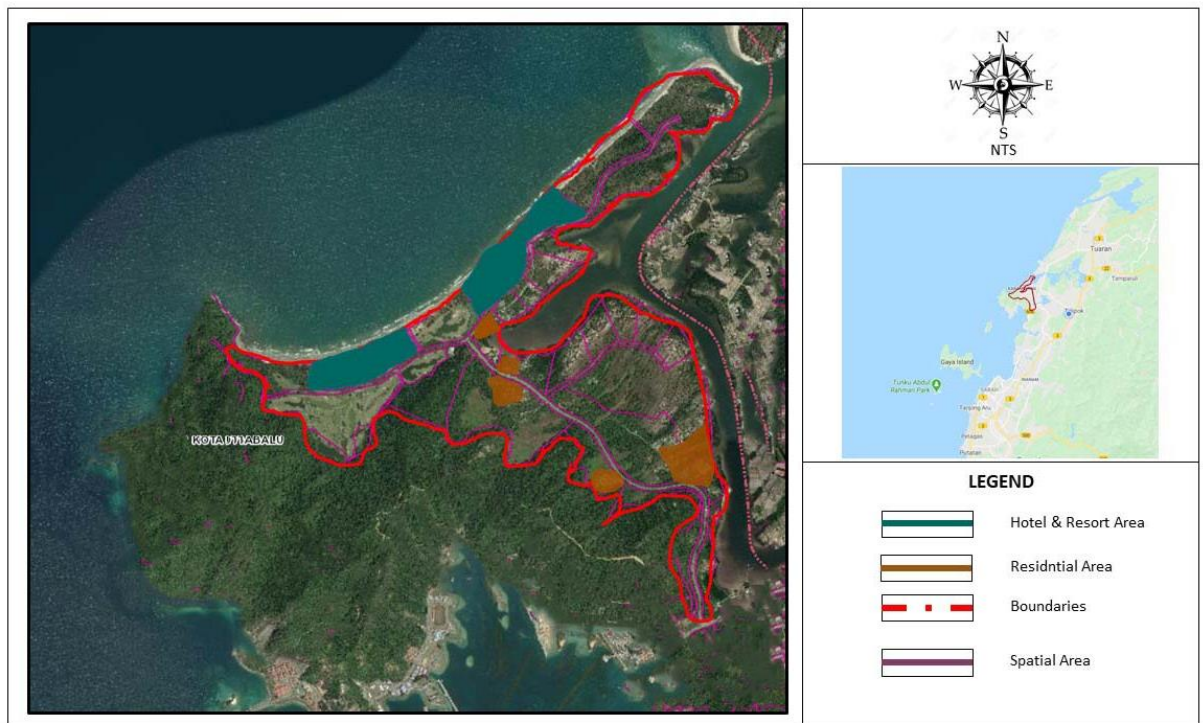 KOTA
N
W
E
S
NTS
Tuaran
Tamparuli
Gaya Island
Tunku Abdul
Rahman Park
Tanjung Aru
Petagas
Putatan
LEGEND
Hotel & Resort Area
Residntial Area
Boundaries
Spatial Area